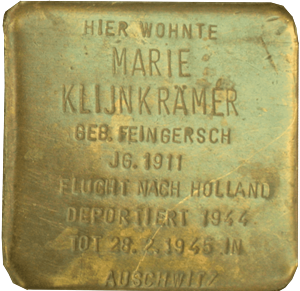 HIER WOHNTE
MARIE
KLIJNKRÄMER
GEB. FEINGERSCH
JG. 1911
FLUCHT NACH HOLLAND
DEPORTIERT 1944
TOT 28.2.1945 IN
AUSCHWITZ